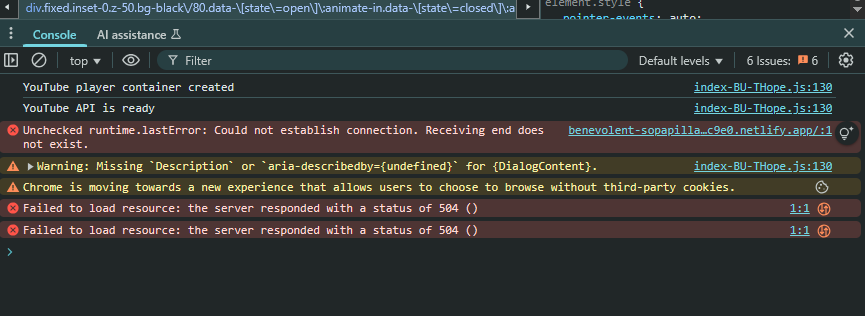 div.fixed.inset-0.z-50.bg-black\/80.data-\[state\=open\]\:animate-in.data-\[state\=closed\]\:a
element.style {
pointer-events: auto;
Console AI assistance
top Filter Default levels 6 Issues: 6
YouTube player container created index-BU-THope.js:130
YouTube API is ready index-BU-THope.js:130
Unchecked runtime.lastError: Could not establish connection. Receiving end does benevolent-sopapilla…c9e0.netlify.app/:1
not exist.
Warning: Missing `Description` or `aria-describedby={undefined}` for {DialogContent}. index-BU-THope.js:130
Chrome is moving towards a new experience that allows users to choose to browse without third-party cookies.
Failed to load resource: the server responded with a status of 504 () 1:1
Failed to load resource: the server responded with a status of 504 () 1:1